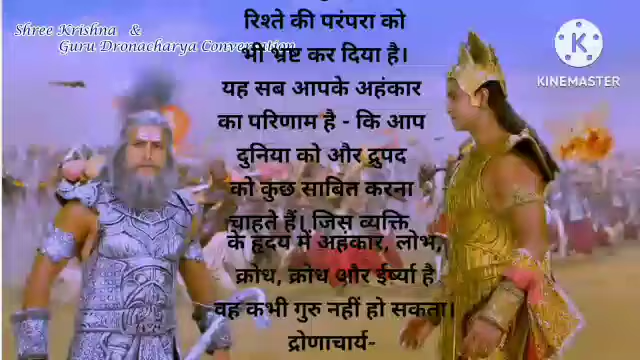 Shree Krishna &
Guru Dronacharya Conversation
KINEMASTER
रिश्ते की परंपरा को
भी भ्रष्ट कर दिया है।
यह सब आपके अहंकार
का परिणाम है - कि आप
दुनिया को और द्रुपद
को कुछ साबित करना
चाहते हैं। जिस व्यक्ति
के हृदय में अहंकार, लोभ,
क्रोध, क्रोध और ईर्ष्या है
वह कभी गुरु नहीं हो सकता।
द्रोणाचार्य-